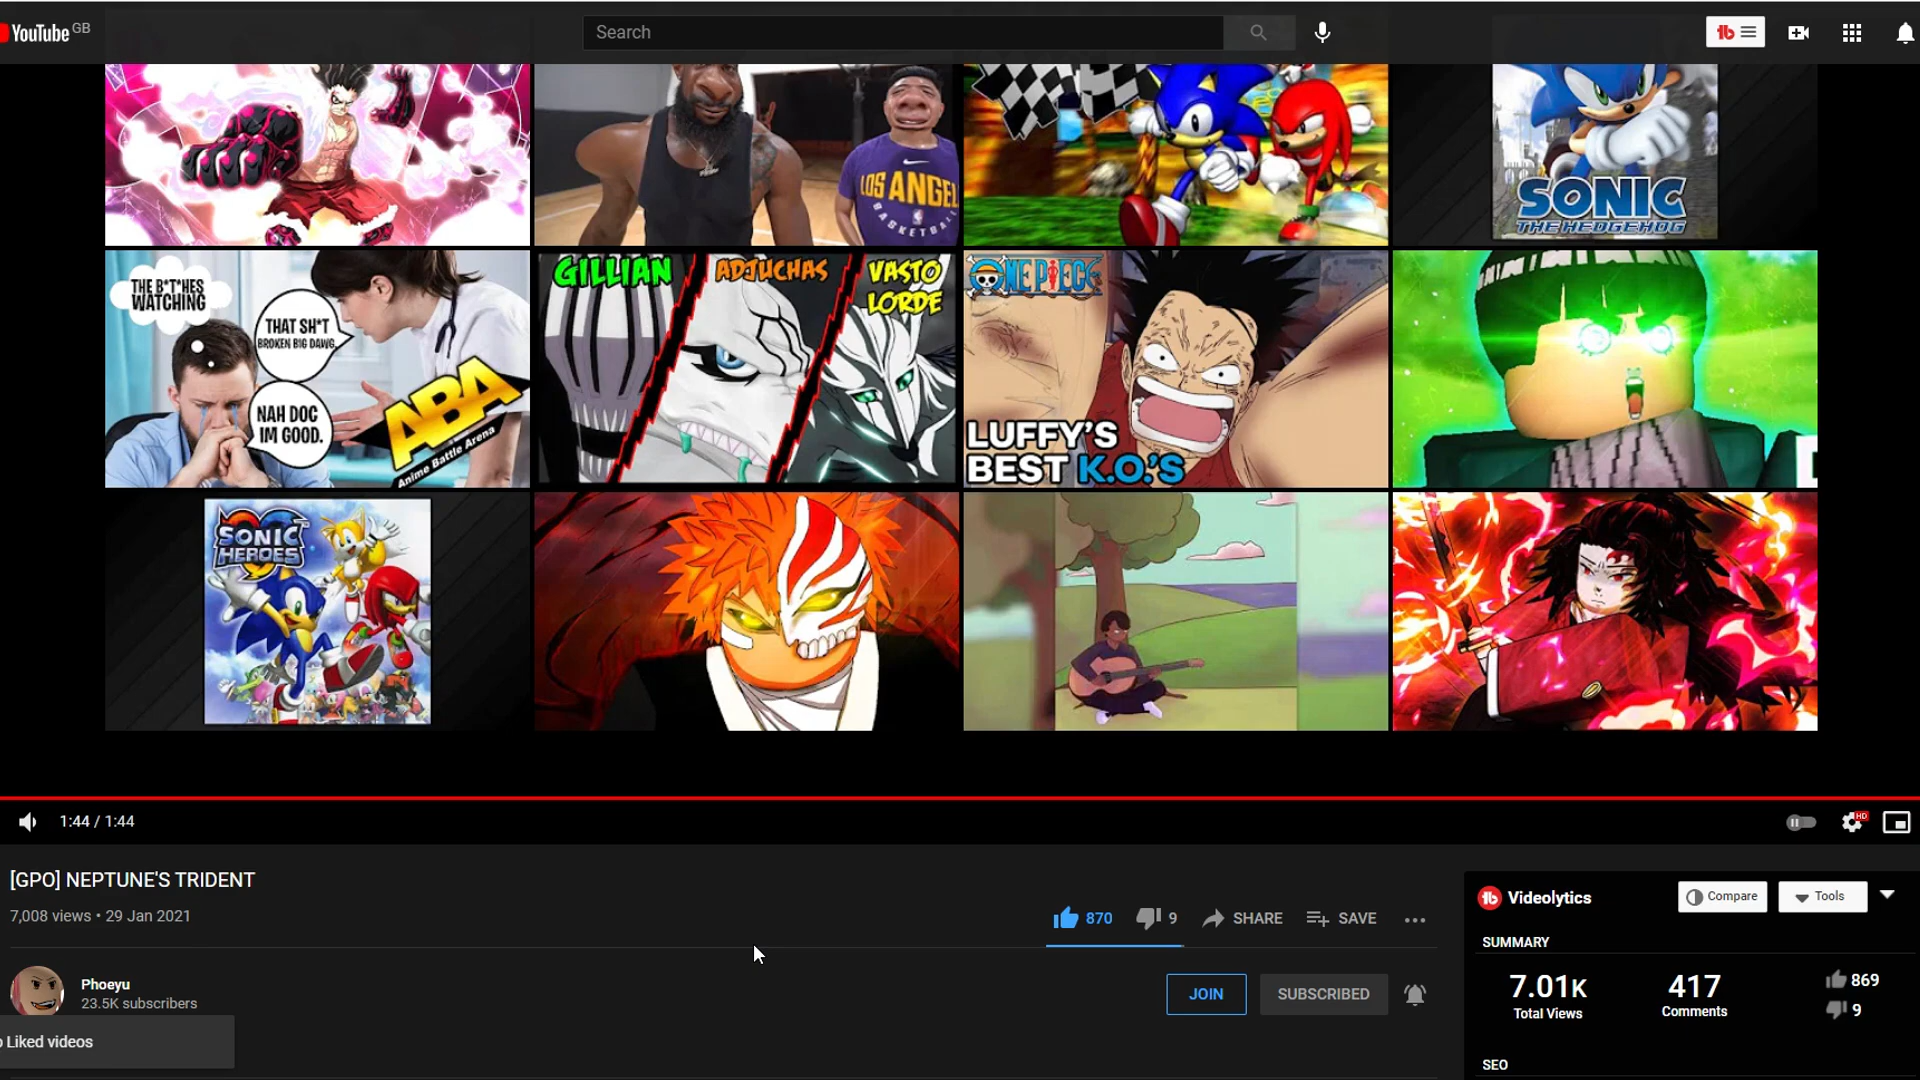 YouTube GB
Search
LOS ANGEL
BASKETBA
SONIC
THE HEDGEHOG
THE B*T*HES
WATCHING
THAT SH*T
BROKEN BIG DAWG.
NAH DOC
IM GOOD.
ABA
Anime Battle Arena
GILLIAN
ADJUCHAS
VASTO
LORDE
ONE PIECE
LUFFY'S
BEST K.O.'S
SONIC
HEROES
1:44 / 1:44
HD
[GPO] NEPTUNE'S TRIDENT
7,008 views • 29 Jan 2021
870
9
SHARE
SAVE
Phoeyu
23.5K subscribers
JOIN
SUBSCRIBED
Liked videos
Videolytics
Compare
Tools
SUMMARY
7.01K
Total Views
417
Comments
869
9
SEO